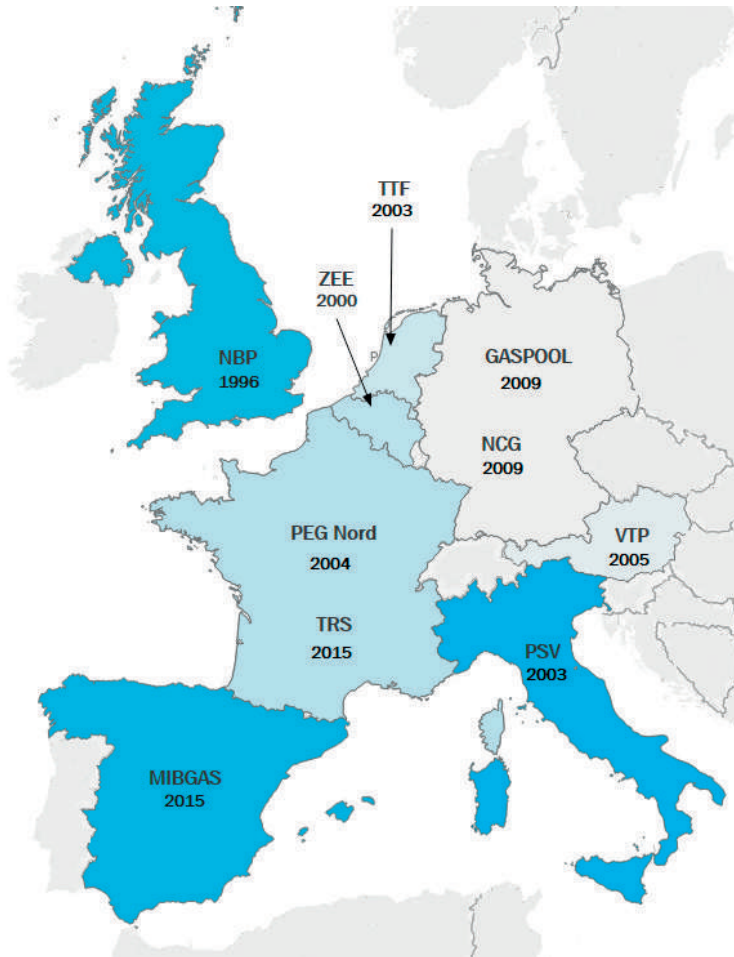 TTF
2003
ZEE
2000
P
NBP
1996
GASPOOL
2009
NCG
2009
PEG Nord
2004
VTP
2005
TRS
2015
PSV
2003
MIBGAS
2015